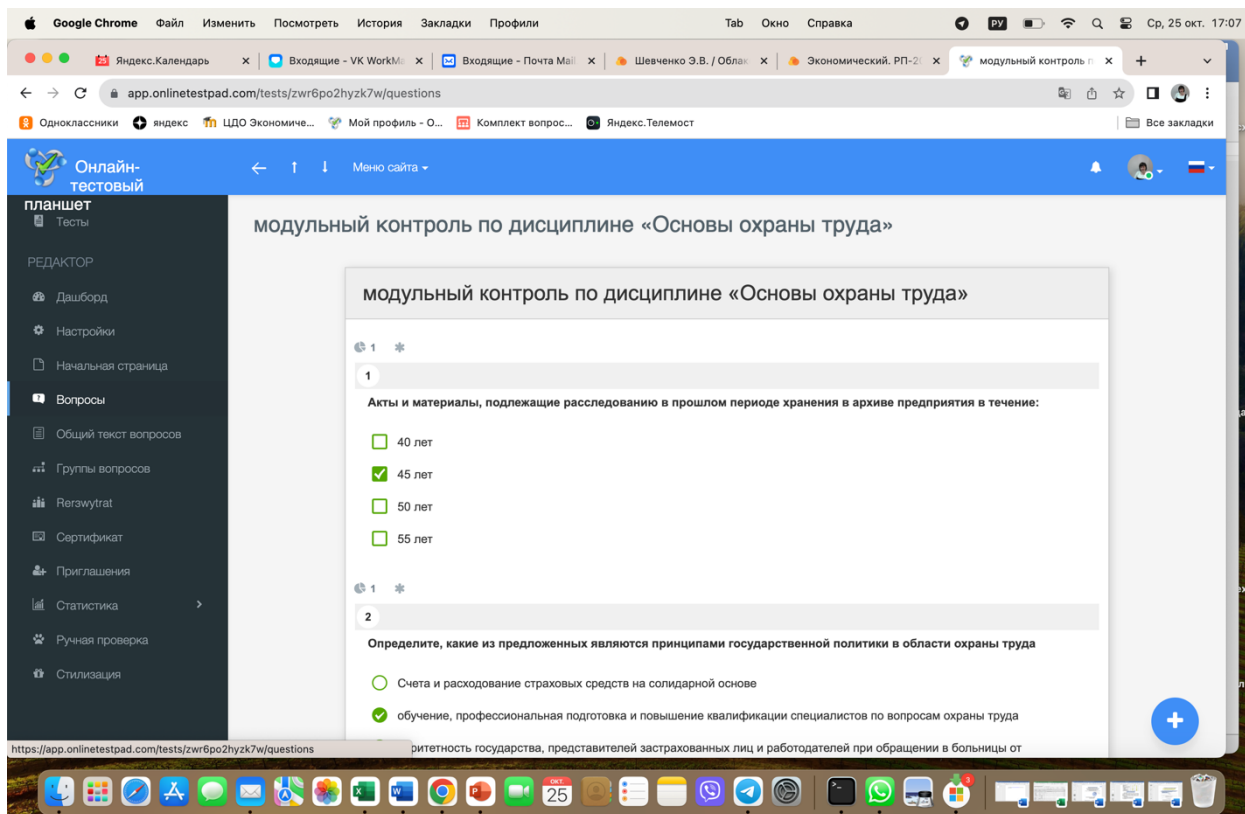 Google Chrome Файл Изменить Посмотреть История Закладки Профили Tab Окно Справка РУ Ср, 25 окт. 17:07
Яндекс.Календарь Входящие – VK WorkMa Входящие – Почта Mail Шевченко Э.В. / Облак Экономический. РП-2 модульный контроль п
app.onlinetestpad.com/tests/zwr6po2hyzk7w/questions
Одноклассники яндекс ЦДО Экономиче... Мой профиль - О... Комплект вопрос... Яндекс.Телемост Все закладки
Онлайн-
тестовый
планшет
Меню сайта
Тесты
РЕДАКТОР
Дашборд
Настройки
Начальная страница
Вопросы
Общий текст вопросов
Группы вопросов
Rerзwytrat
Сертификат
Приглашения
Статистика
Ручная проверка
Стилизация
модульный контроль по дисциплине «Основы охраны труда»
модульный контроль по дисциплине «Основы охраны труда»
1
1
Акты и материалы, подлежащие расследованию в прошлом периоде хранения в архиве предприятия в течение:
40 лет
45 лет
50 лет
55 лет
1
2
Определите, какие из предложенных являются принципами государственной политики в области охраны труда
Счета и расходование страховых средств на солидарной основе
обучение, профессиональная подготовка и повышение квалификации специалистов по вопросам охраны труда
ритетность государства, представителей застрахованных лиц и работодателей при обращении в больницы от
https://app.onlinetestpad.com/tests/zwr6po2hyzk7w/questions
ОКТ.
25
3